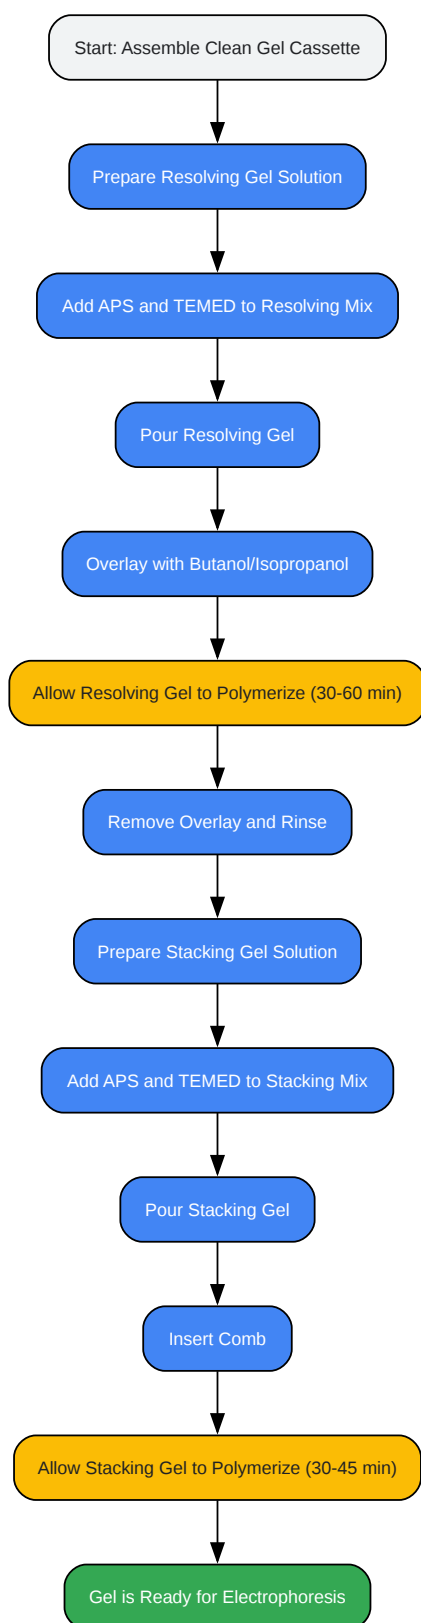 Start: Assemble Clean Gel Cassette
Prepare Resolving Gel Solution
Add APS and TEMED to Resolving Mix
Pour Resolving Gel
Overlay with Butanol/Isopropanol
Allow Resolving Gel to Polymerize (30-60 min)
Remove Overlay and Rinse
Prepare Stacking Gel Solution
Add APS and TEMED to Stacking Mix
Pour Stacking Gel
Insert Comb
Allow Stacking Gel to Polymerize (30-45 min)
Gel is Ready for Electrophoresis